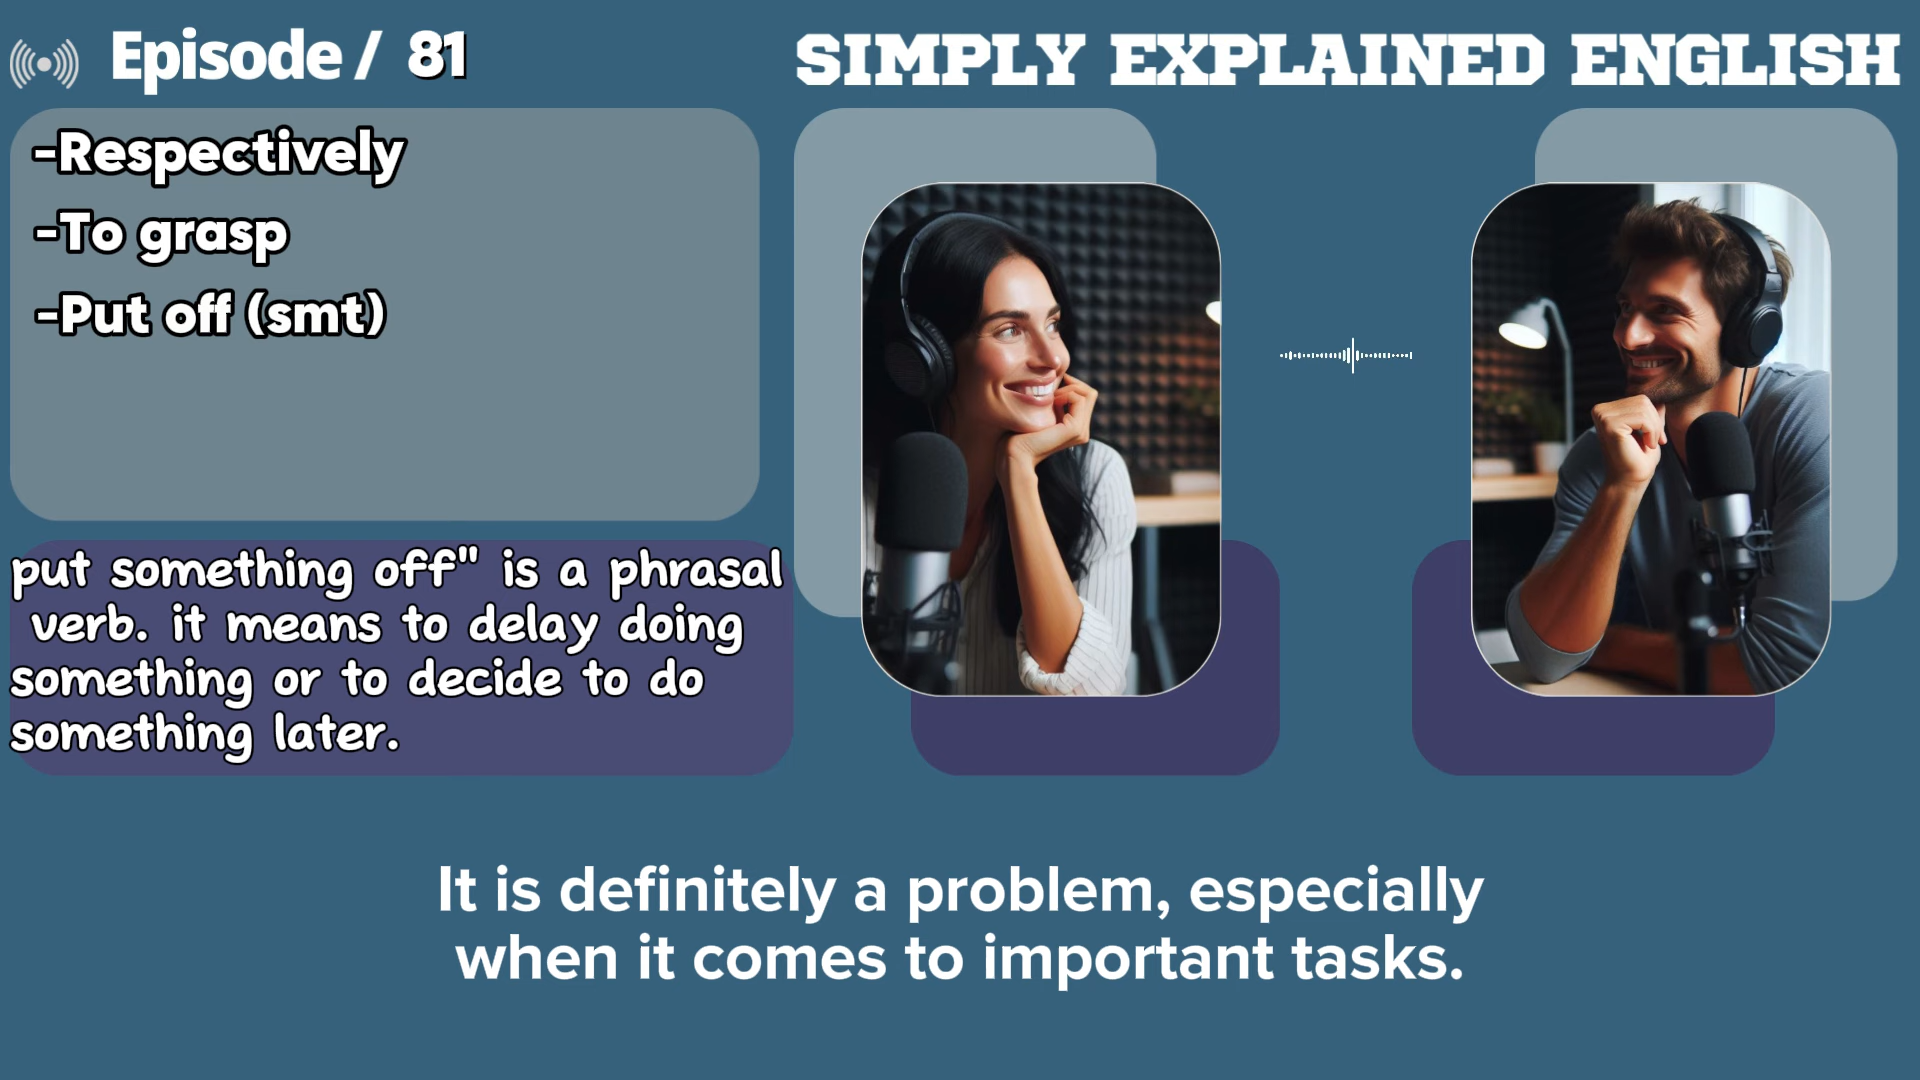 Episode / 81
SIMPLY EXPLAINED ENGLISH
-Respectively
-To grasp
-Put off (smt)
put something off" is a phrasal
verb. it means to delay doing
something or to decide to do
something later.
It is definitely a problem, especially
when it comes to important tasks.